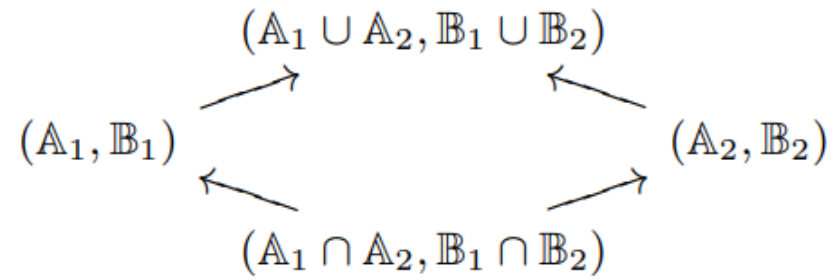 (𝔸₁ ∪ 𝔸₂, 𝔹₁ ∪ 𝔹₂)
(𝔸₁, 𝔹₁) (𝔸₂, 𝔹₂)
(𝔸₁ ∩ 𝔸₂, 𝔹₁ ∩ 𝔹₂)